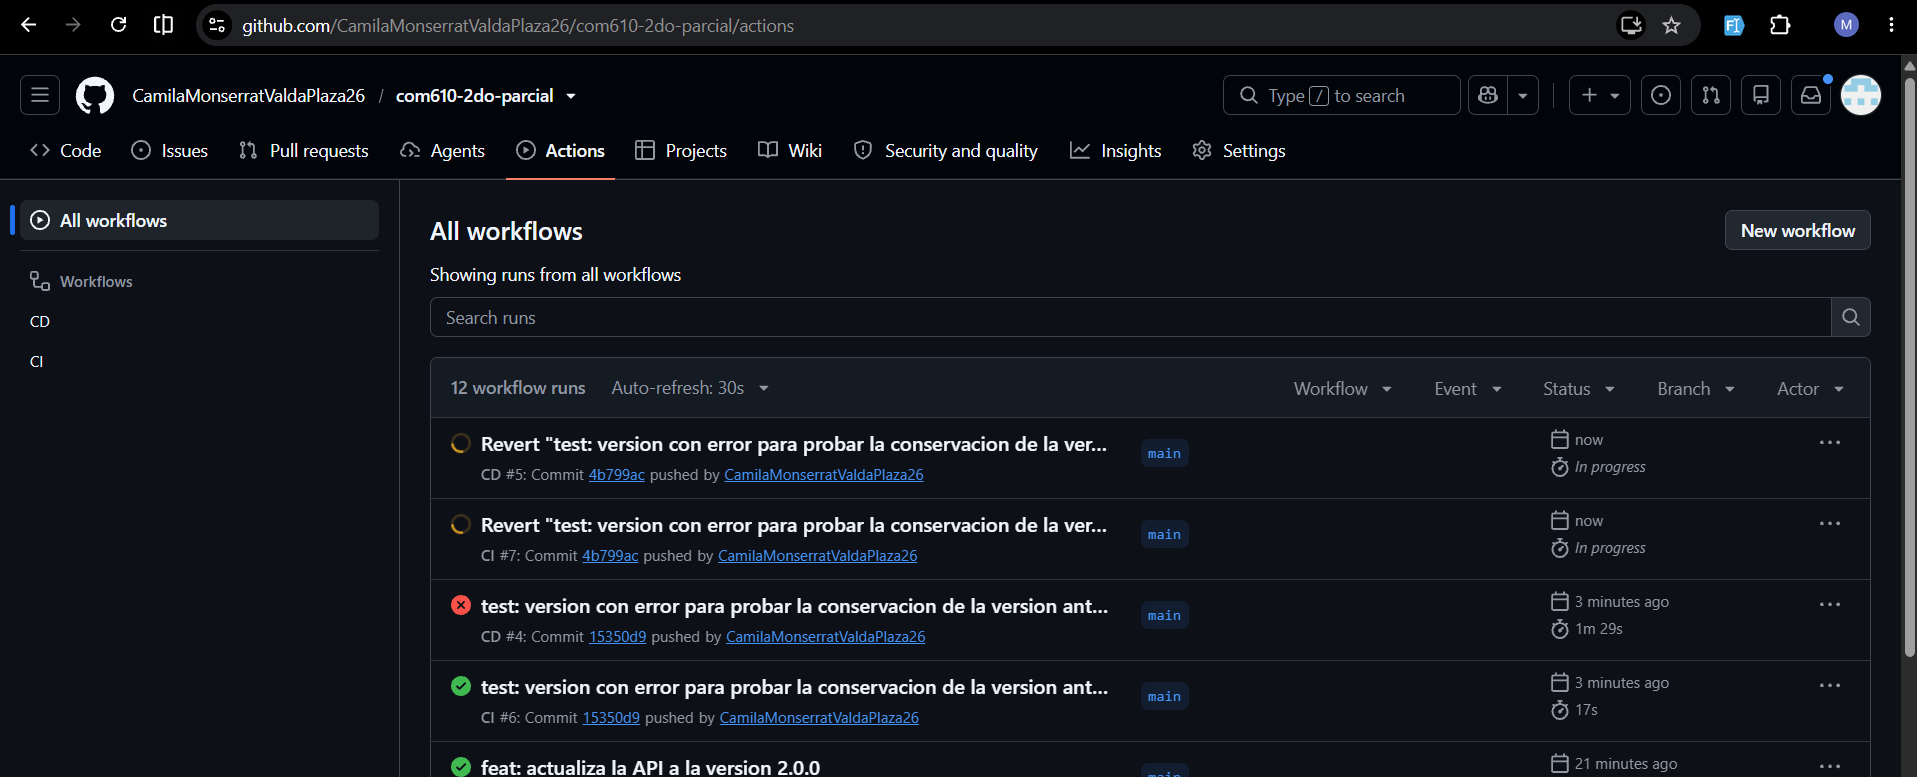 github.com/CamilaMonserratValdaPlaza26/com610-2do-parcial/actions
M
CamilaMonserratValdaPlaza26 / com610-2do-parcial
Type / to search
Code
Issues
Pull requests
Agents
Actions
Projects
Wiki
Security and quality
Insights
Settings
All workflows
Workflows
CD
CI
All workflows
New workflow
Showing runs from all workflows
Search runs
12 workflow runs
Auto-refresh: 30s
Workflow
Event
Status
Branch
Actor
Revert "test: version con error para probar la conservacion de la ver...
main
now
CD #5: Commit 4b799ac pushed by CamilaMonserratValdaPlaza26
In progress
Revert "test: version con error para probar la conservacion de la ver...
main
now
CI #7: Commit 4b799ac pushed by CamilaMonserratValdaPlaza26
In progress
test: version con error para probar la conservacion de la version ant...
main
3 minutes ago
CD #4: Commit 15350d9 pushed by CamilaMonserratValdaPlaza26
1m 29s
test: version con error para probar la conservacion de la version ant...
main
3 minutes ago
CI #6: Commit 15350d9 pushed by CamilaMonserratValdaPlaza26
17s
feat: actualiza la API a la version 2.0.0
main
21 minutes ago